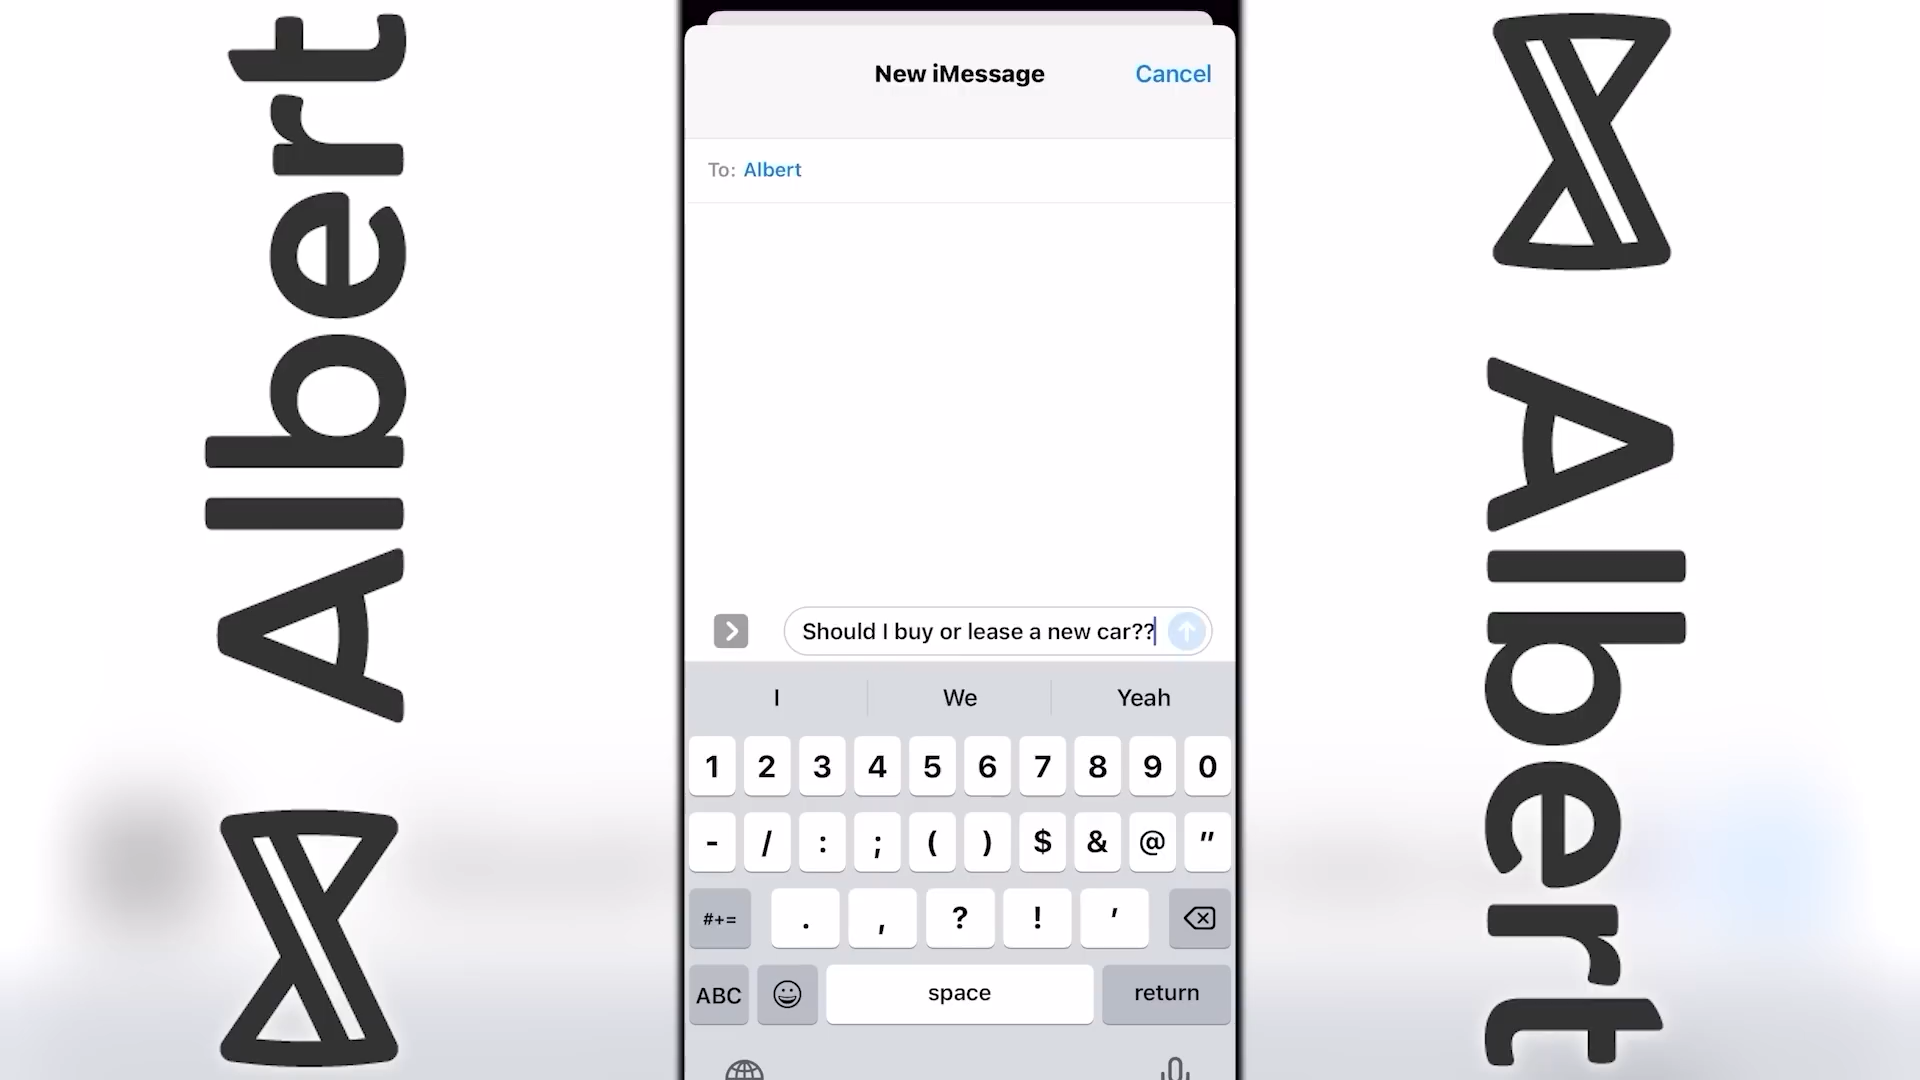 Albert
New iMessage
Cancel
To: Albert
Should I buy or lease a new car??
I
We
Yeah
1 2 3 4 5 6 7 8 9 0
- / : ; ( ) $ & @ "
#+= . , ? ! '
ABC space return
Albert